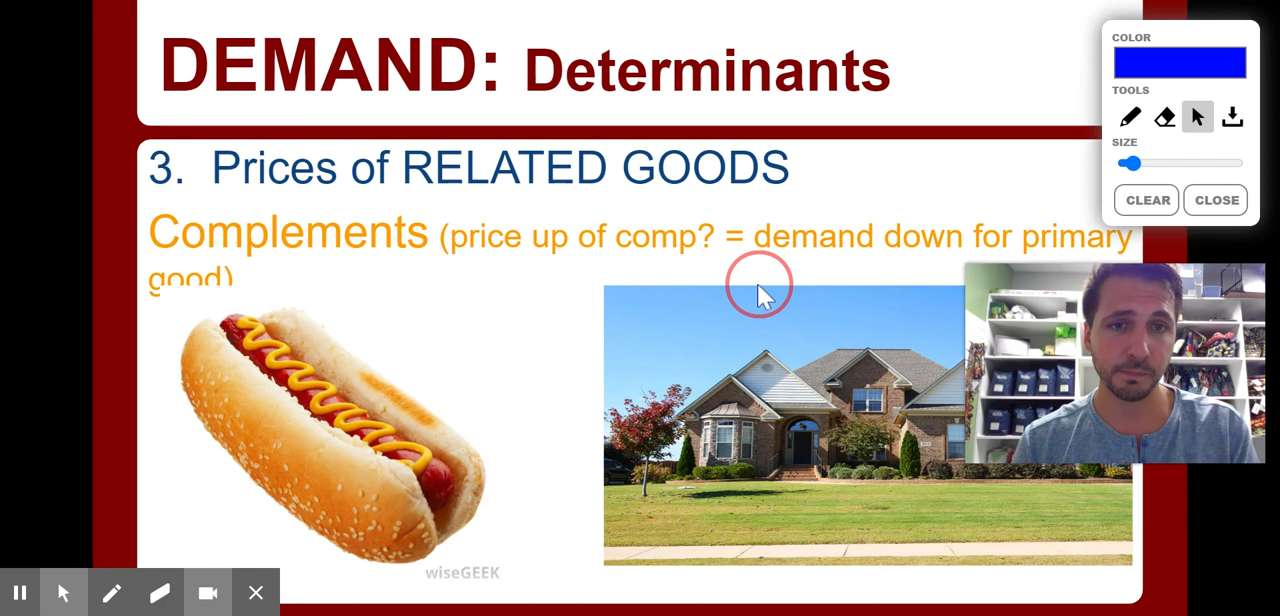 DEMAND: Determinants
3. Prices of RELATED GOODS
Complements (price up of comp? = demand down for primary
good)
wiseGEEK
COLOR
TOOLS
SIZE
CLEAR CLOSE